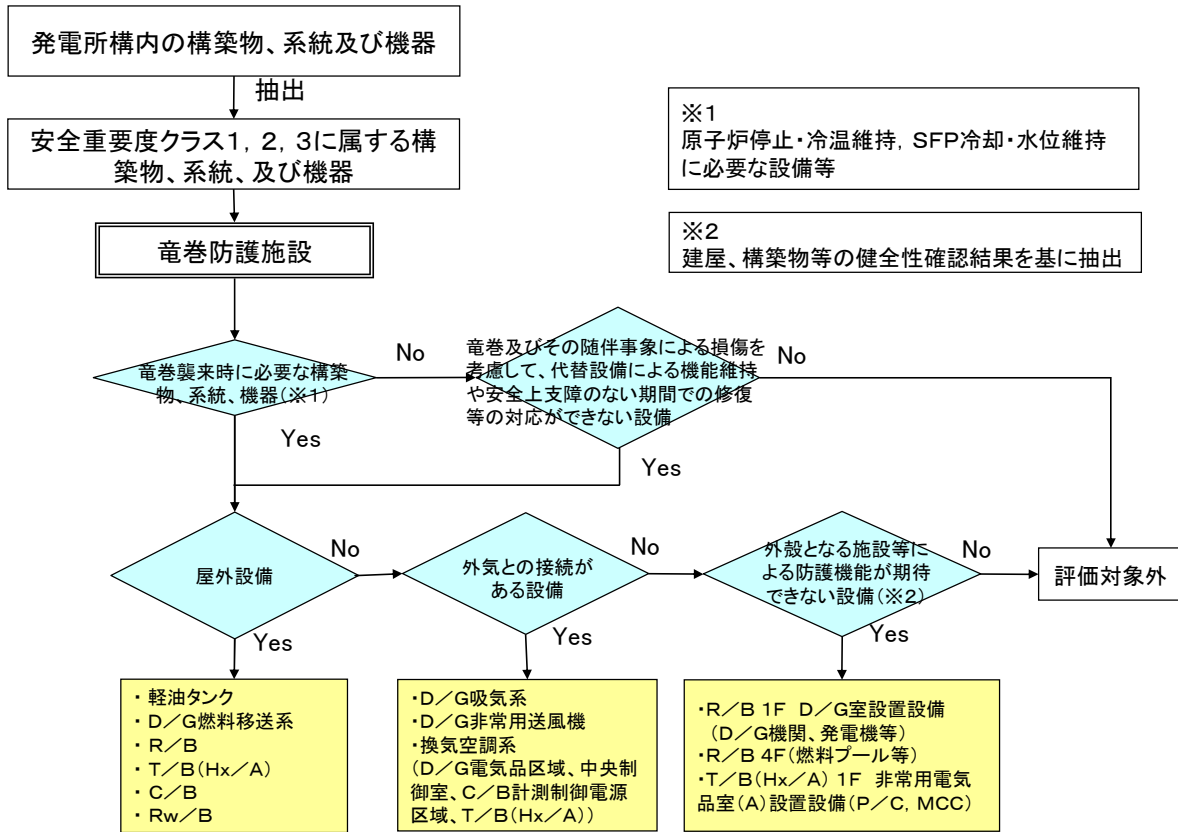 発電所構内の構築物、系統及び機器
抽出
安全重要度クラス1，2，3に属する構
築物、系統、及び機器
竜巻防護施設
※1
原子炉停止・冷温維持，SFP冷却・水位維持
に必要な設備等
※2
建屋、構築物等の健全性確認結果を基に抽出
竜巻襲来時に必要な構築
物、系統、機器（※1）
No
Yes
竜巻及びその随伴事象による損傷を
考慮して、代替設備による機能維持
や安全上支障のない期間での修復
等の対応ができない設備
No
Yes
屋外設備
No
Yes
外気との接続が
ある設備
No
Yes
外殻となる施設等に
よる防護機能が期待
できない設備（※2）
No
Yes
評価対象外
・ 軽油タンク
・ D／G燃料移送系
・ R／B
・ T／B（Hx／A）
・ C／B
・ Rw／B
・D／G吸気系
・D／G非常用送風機
・換気空調系
（D／G電気品区域、中央制
御室、C／B計測制御電源
区域、T／B（Hx／A））
・R／B 1F D／G室設置設備
（D／G機関、発電機等）
・R／B 4F（燃料プール等）
・T／B（Hx／A） 1F 非常用電気
品室（A）設置設備（P／C, MCC）